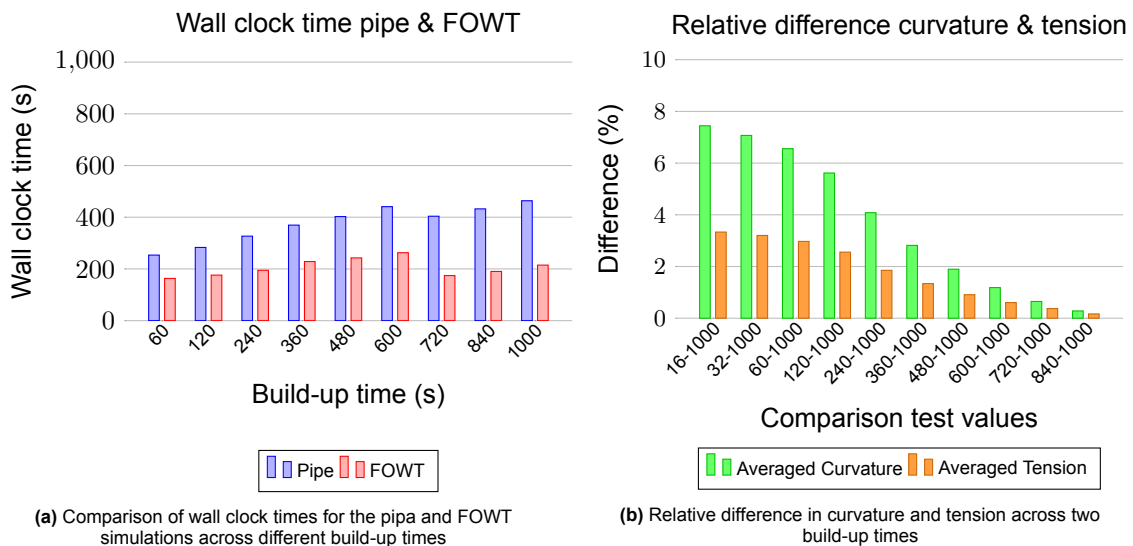 Wall clock time pipe & FOWT
1,000
800
600
400
200
0
Wall clock time (s)
60
120
240
360
480
600
720
840
1000
Build-up time (s)
Pipe
FOWT
(a) Comparison of wall clock times for the pipa and FOWT
simulations across different build-up times
Relative difference curvature & tension
10
8
6
4
2
0
Difference (%)
16-1000
32-1000
60-1000
120-1000
240-1000
360-1000
480-1000
600-1000
720-1000
840-1000
Comparison test values
Averaged Curvature
Averaged Tension
(b) Relative difference in curvature and tension across two
build-up times